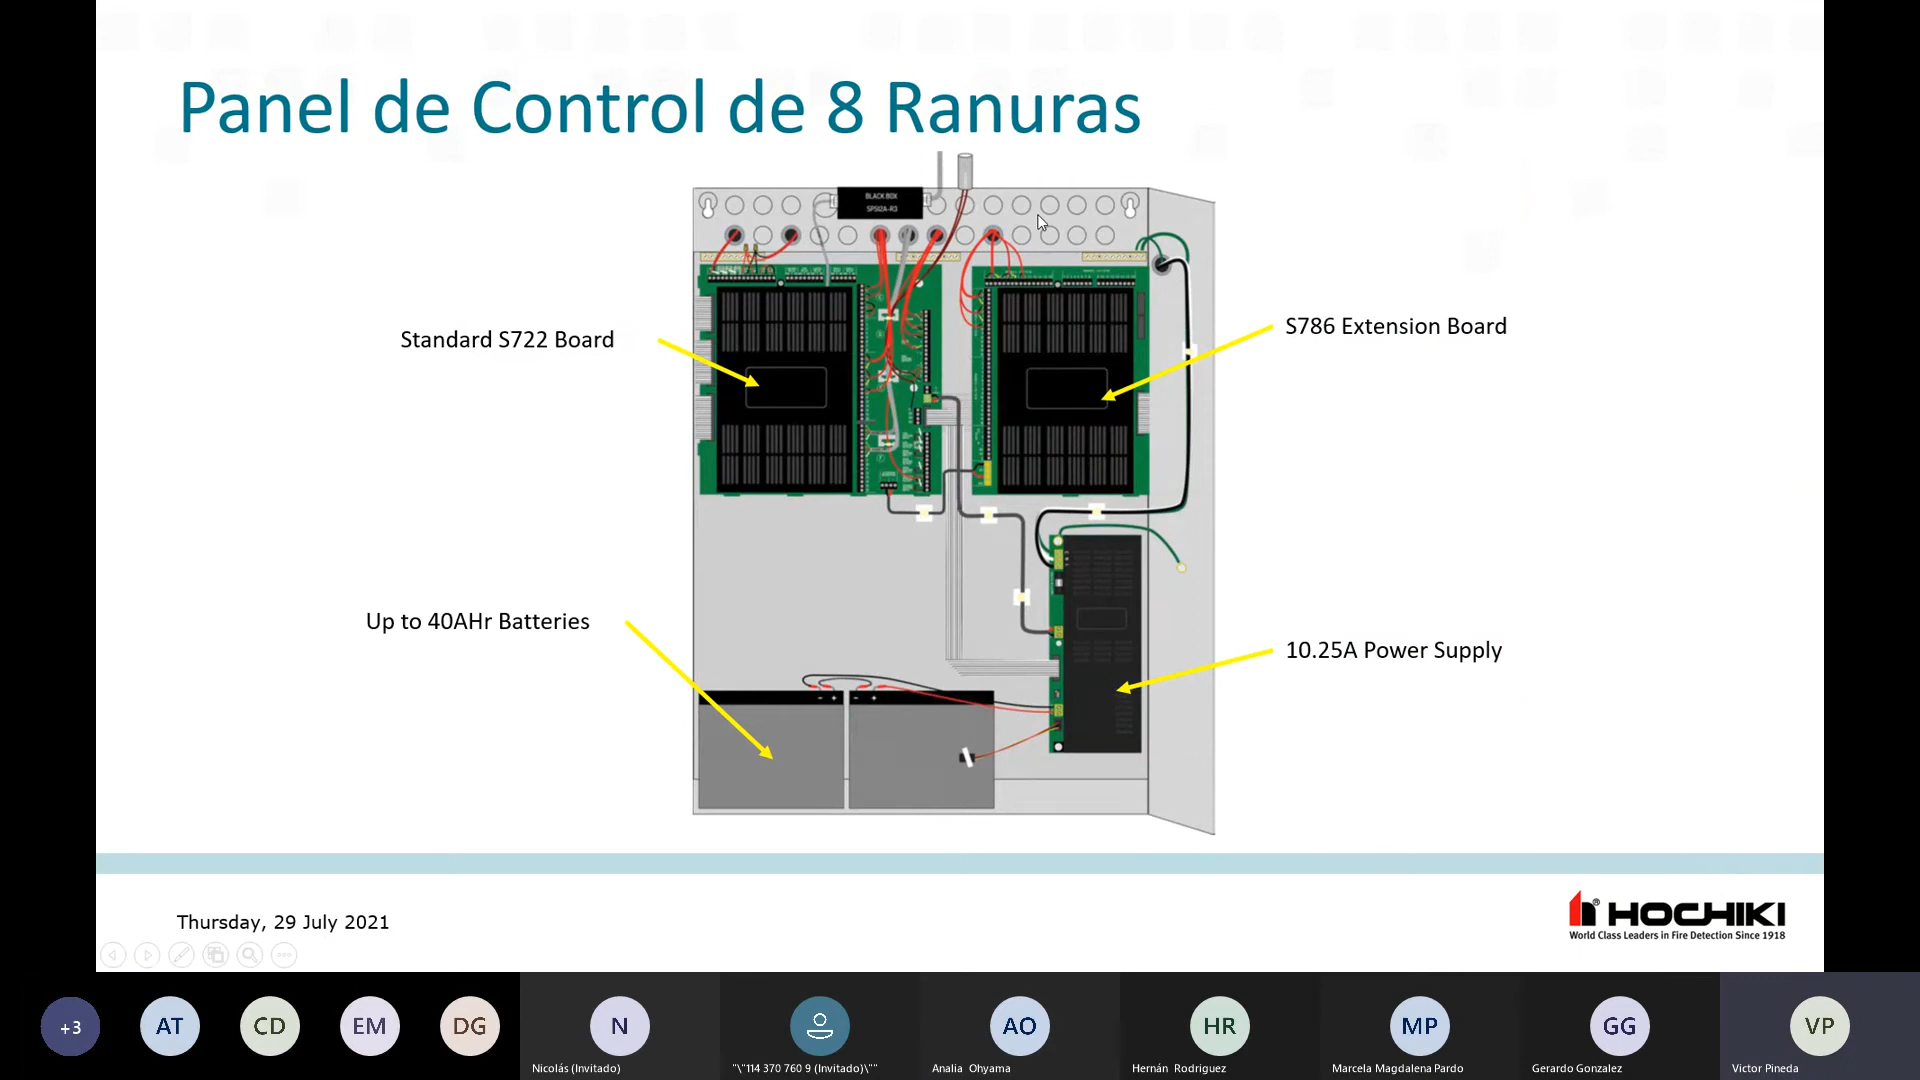 Panel de Control de 8 Ranuras
BLACK BOX
SP512A-R3
Standard S722 Board
S786 Extension Board
Up to 40AHr Batteries
10.25A Power Supply
Thursday, 29 July 2021
HOCHIKI
World Class Leaders in Fire Detection Since 1918
+3
AT
CD
EM
DG
N
AO
HR
MP
GG
VP
Nicolás (Invitado)
"\"114 370 760 9 (Invitado)\""
Analia Ohyama
Hernán Rodriguez
Marcela Magdalena Pardo
Gerardo Gonzalez
Victor Pineda